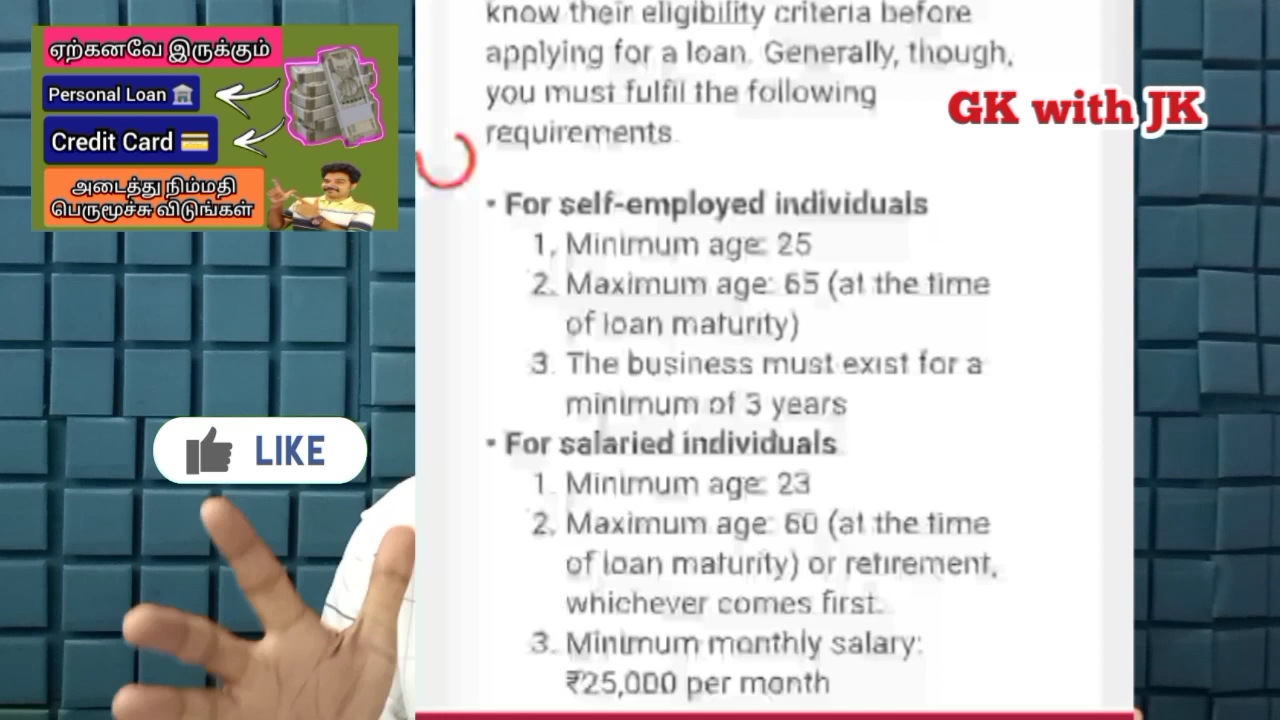 ஏற்கனவே இருக்கும்
Personal Loan
Credit Card
அடைத்து நிம்மதி
பெருமூச்சு விடுங்கள்
LIKE
GK with JK
know their eligibility criteria before
applying for a loan. Generally, though,
you must fulfil the following
requirements.
• For self-employed individuals
1. Minimum age: 25
2. Maximum age: 65 (at the time
of loan maturity)
3. The business must exist for a
minimum of 3 years
• For salaried individuals
1. Minimum age: 23
2. Maximum age: 60 (at the time
of loan maturity) or retirement,
whichever comes first.
3. Minimum monthly salary:
₹25,000 per month